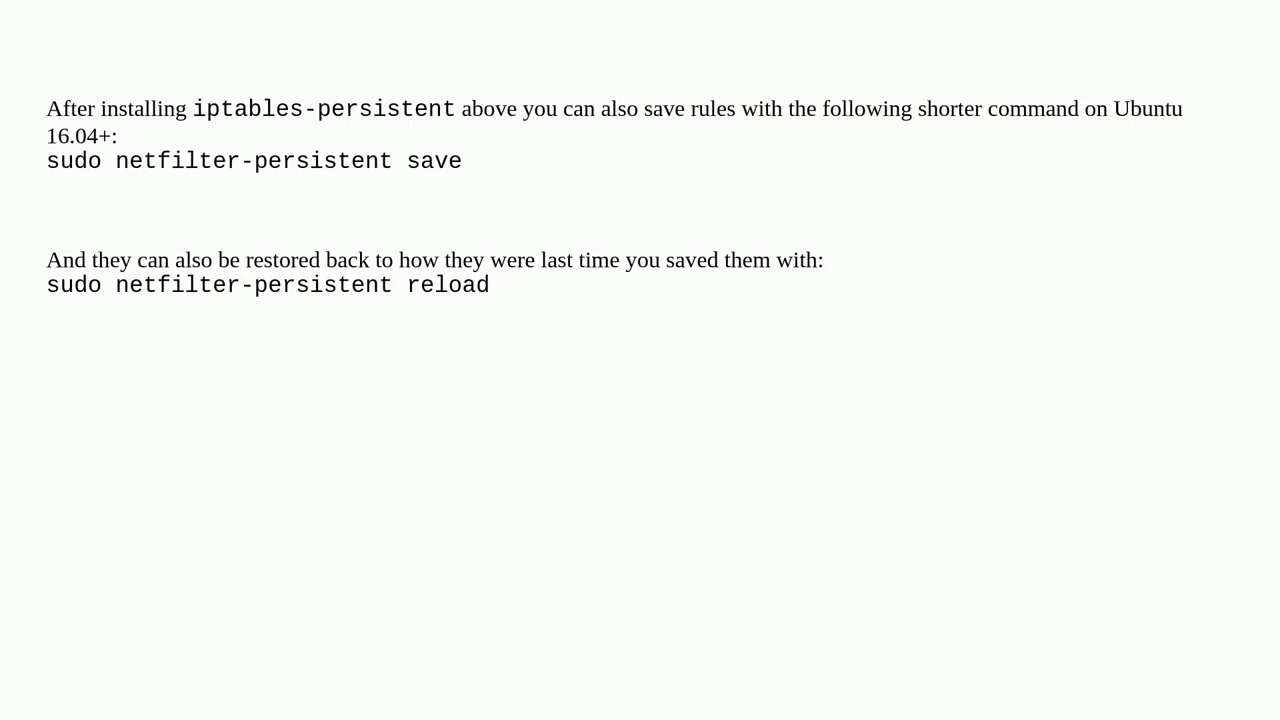 After installing iptables-persistent above you can also save rules with the following shorter command on Ubuntu
16.04+:
sudo netfilter-persistent save
And they can also be restored back to how they were last time you saved them with:
sudo netfilter-persistent reload